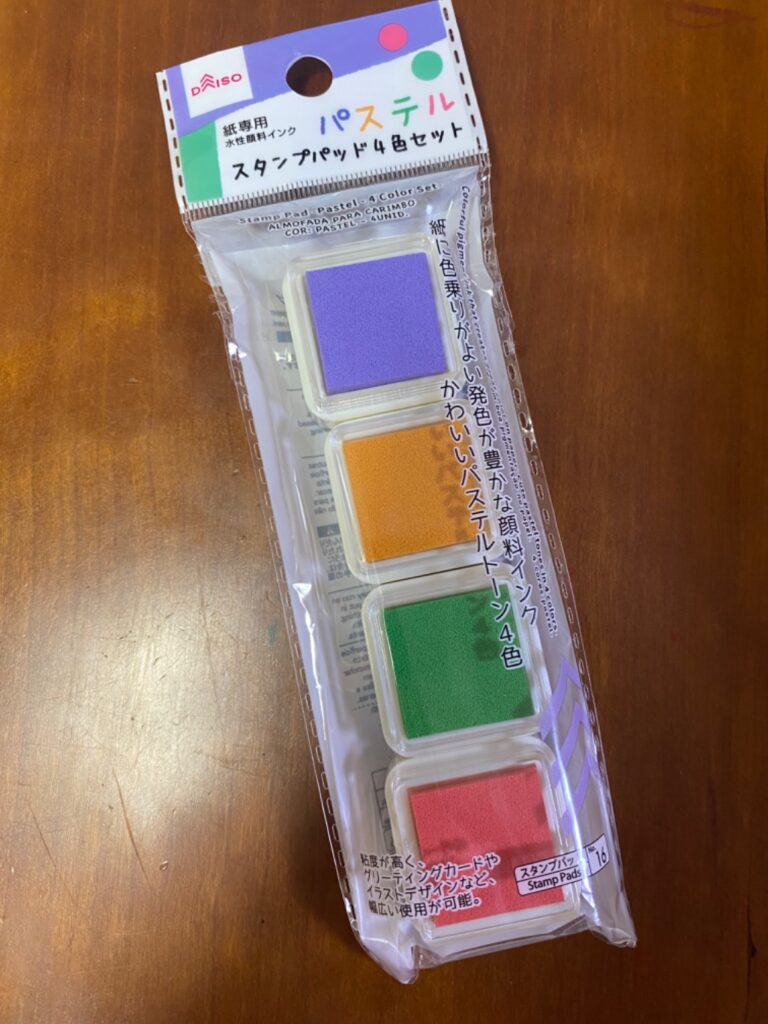 DAISO
紙専用
水性顔料インク
パステル
スタンプパッド4色セット
Stamp Pad, Pastel - 4 Color Set
ALMOFADA PARA CARIMBO
COR: PASTEL - 4UNID.
紙に色乗りがよい発色が豊かな顔料インク
かわいいパステルトーン4色
粘度が高く、
グリーティングカードや
イラストデザインなど、
幅広い使用が可能。
スタンプパッ
Stamp Pads
No.
16